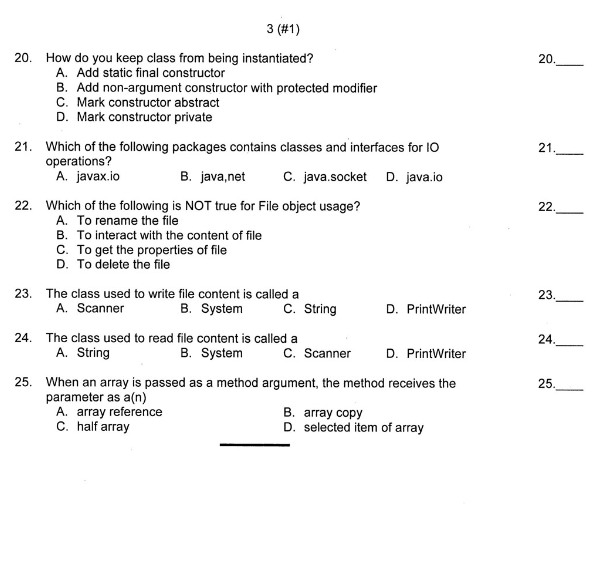 3 (#1)
20. How do you keep class from being instantiated? 20.____
A. Add static final constructor
B. Add non-argument constructor with protected modifier
C. Mark constructor abstract
D. Mark constructor private
21. Which of the following packages contains classes and interfaces for IO 21.____
operations?
A. javax.io B. java,net C. java.socket D. java.io
22. Which of the following is NOT true for File object usage? 22.____
A. To rename the file
B. To interact with the content of file
C. To get the properties of file
D. To delete the file
23. The class used to write file content is called a 23.____
A. Scanner B. System C. String D. PrintWriter
24. The class used to read file content is called a 24.____
A. String B. System C. Scanner D. PrintWriter
25. When an array is passed as a method argument, the method receives the 25.____
parameter as a(n)
A. array reference B. array copy
C. half array D. selected item of array